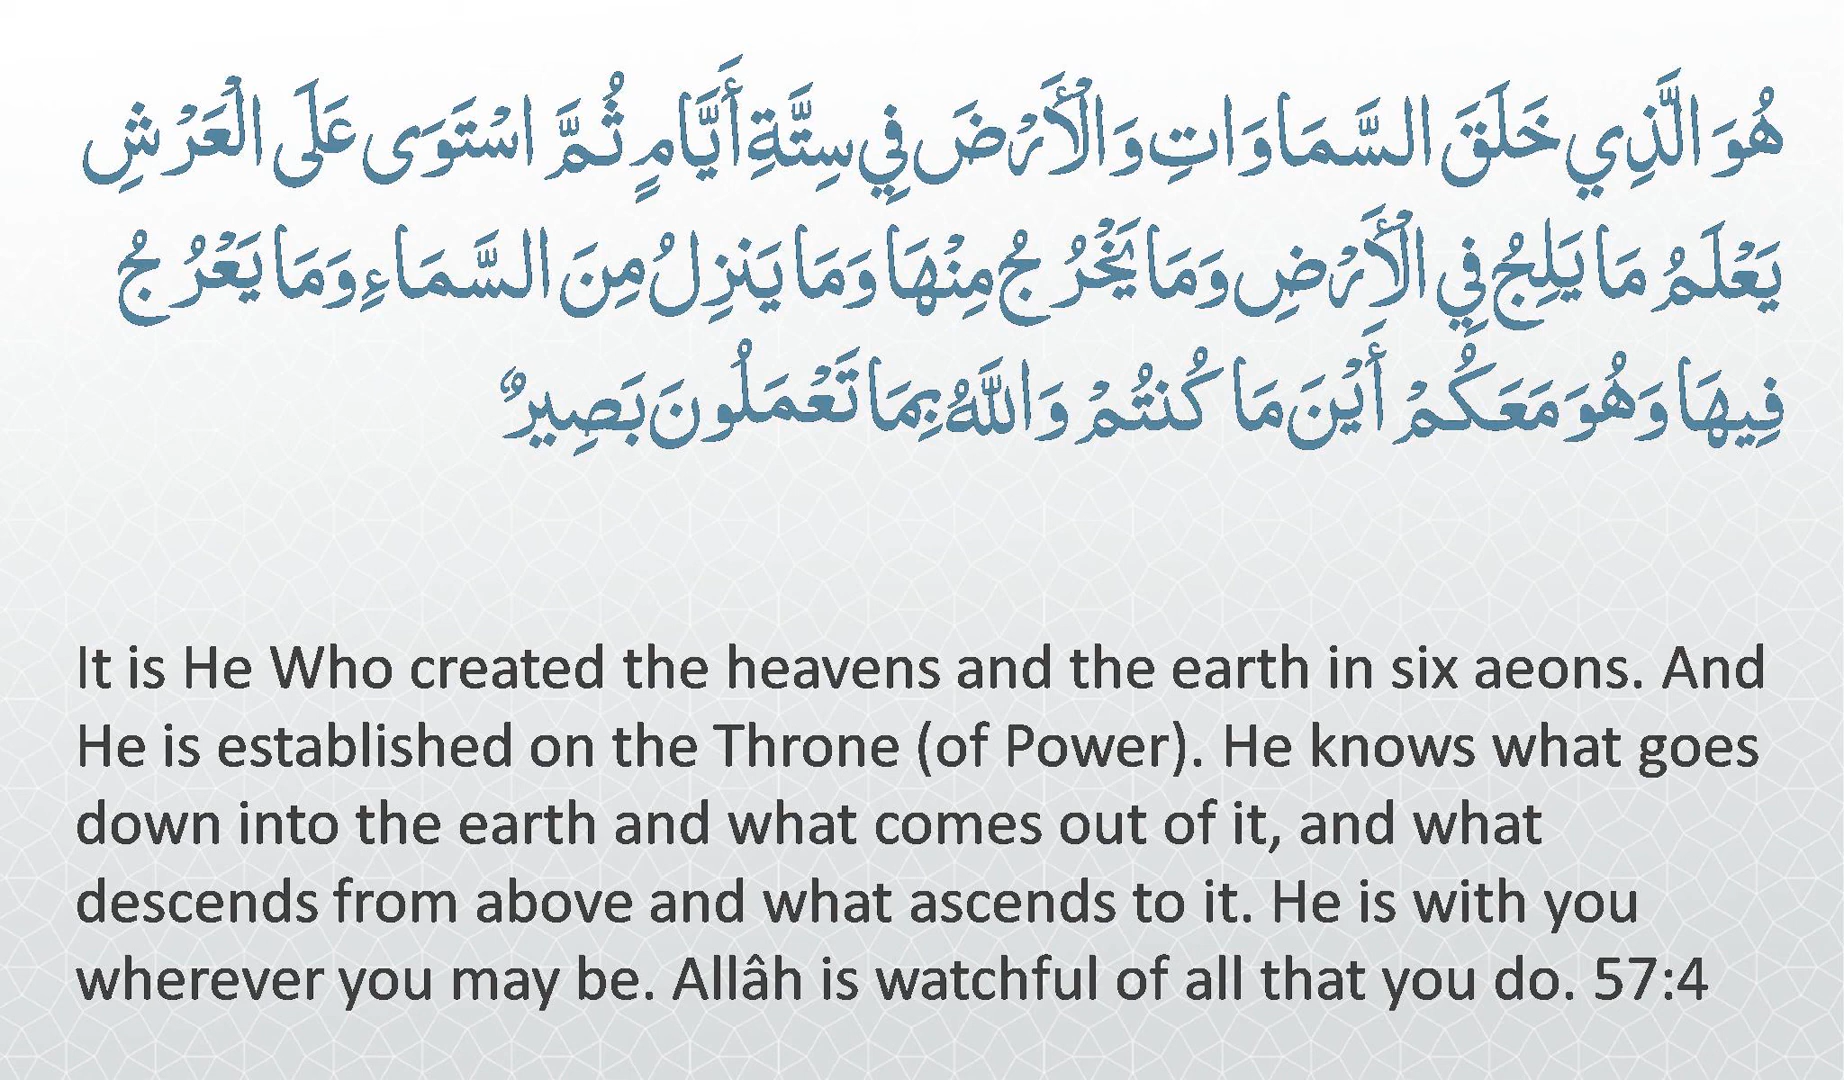 هُوَ الَّذِي خَلَقَ السَّمَاوَاتِ وَالْأَرْضَ فِي سِتَّةِ أَيَّامٍ ثُمَّ اسْتَوَى عَلَى الْعَرْشِ
يَعْلَمُ مَا يَلِجُ فِي الْأَرْضِ وَمَا يَخْرُجُ مِنْهَا وَمَا يَنزِلُ مِنَ السَّمَاءِ وَمَا يَعْرُجُ
فِيهَا وَهُوَ مَعَكُمْ أَيْنَ مَا كُنتُمْ وَاللَّهُ بِمَا تَعْمَلُونَ بَصِيرٌ
It is He Who created the heavens and the earth in six aeons. And
He is established on the Throne (of Power). He knows what goes
down into the earth and what comes out of it, and what
descends from above and what ascends to it. He is with you
wherever you may be. Allâh is watchful of all that you do. 57:4